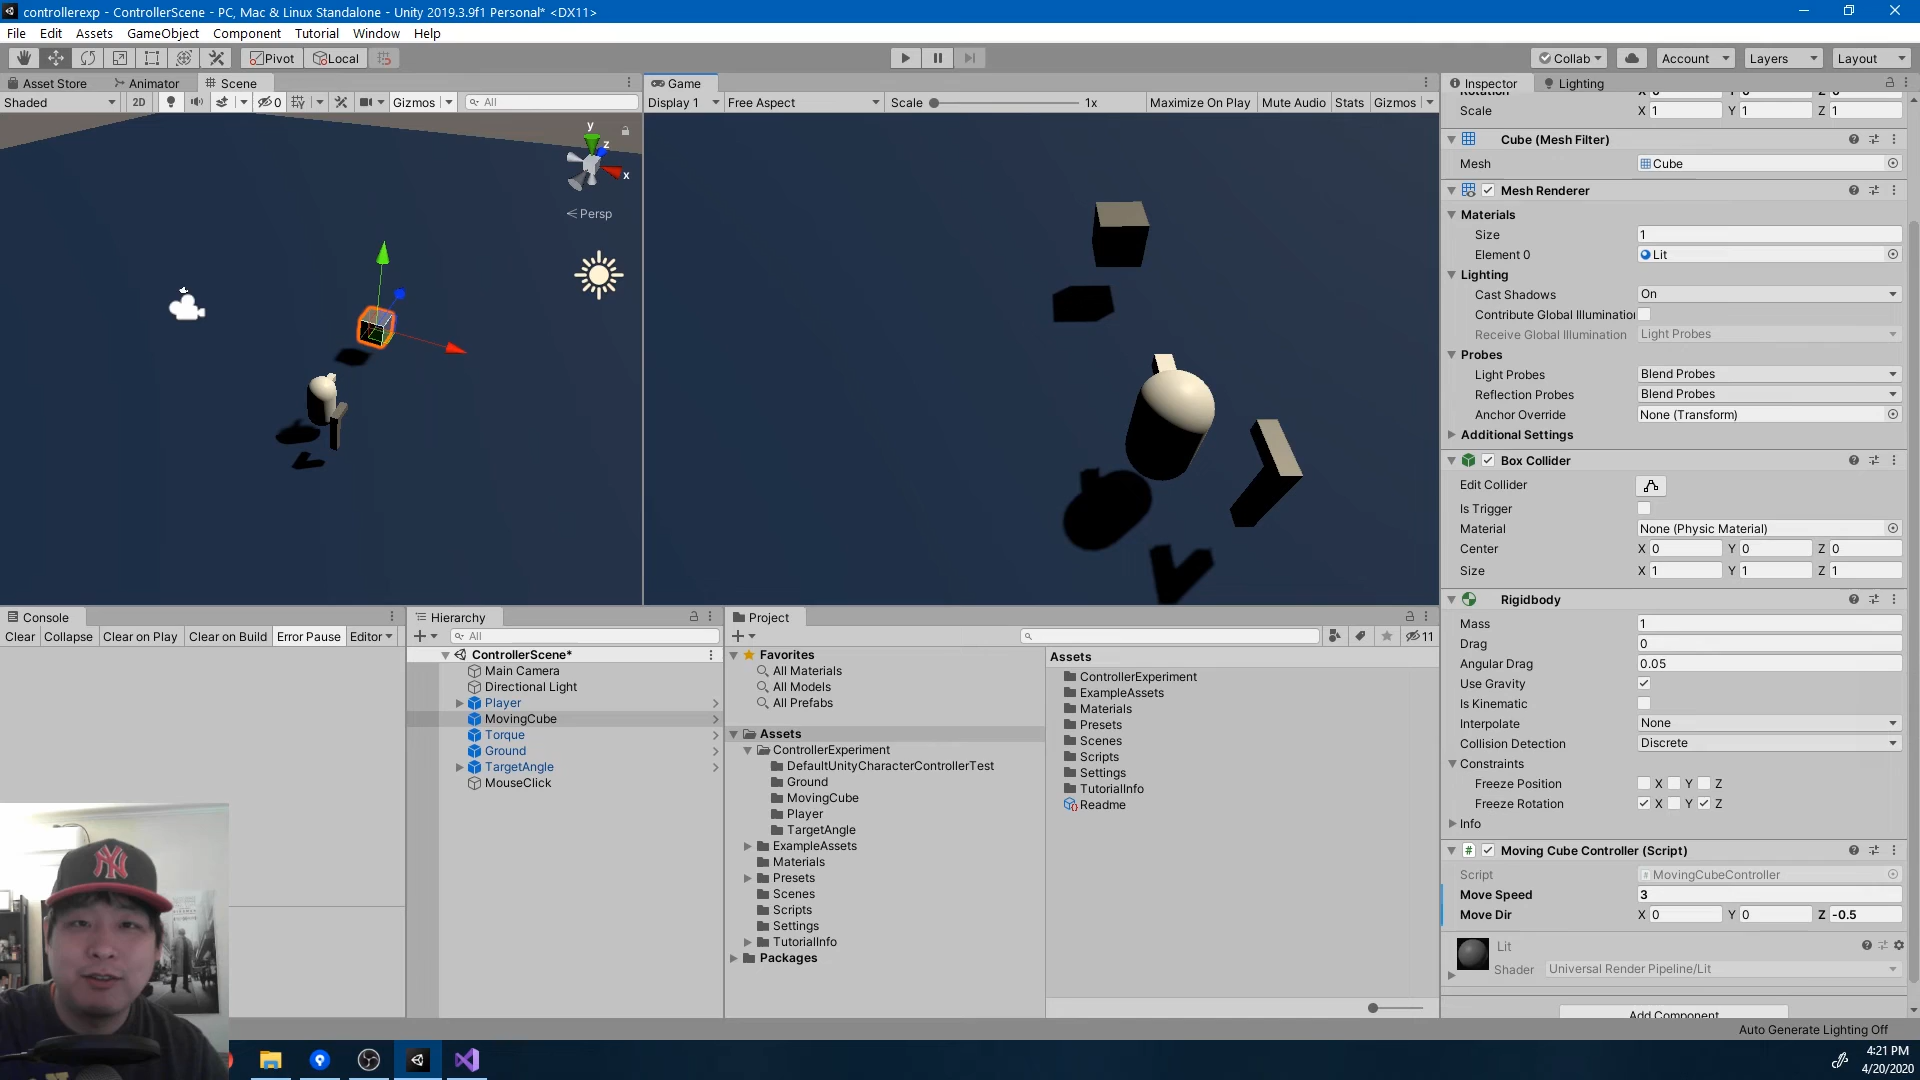 controllerexp - ControllerScene - PC, Mac & Linux Standalone - Unity 2019.3.9f1 Personal* <DX11>
File Edit Assets GameObject Component Tutorial Window Help
Pivot Local Collab Account Layers Layout
Asset Store Animator Scene
Shaded 2D 0 Gizmos All
y z x
Persp
Game
Display 1 Free Aspect Scale 1x Maximize On Play Mute Audio Stats Gizmos
Console
Clear Collapse Clear on Play Clear on Build Error Pause Editor
Hierarchy
All
ControllerScene*
Main Camera
Directional Light
Player
MovingCube
Torque
Ground
TargetAngle
MouseClick
Project
11
Favorites
All Materials
All Models
All Prefabs
Assets
ControllerExperiment
DefaultUnityCharacterControllerTest
Ground
MovingCube
Player
TargetAngle
ExampleAssets
Materials
Presets
Scenes
Scripts
Settings
TutorialInfo
Packages
Assets
ControllerExperiment
ExampleAssets
Materials
Presets
Scenes
Scripts
Settings
TutorialInfo
Readme
Inspector Lighting
Scale X 1 Y 1 Z 1
Cube (Mesh Filter)
Mesh Cube
Mesh Renderer
Materials
Size 1
Element 0 Lit
Lighting
Cast Shadows On
Contribute Global Illuminatio
Receive Global Illumination Light Probes
Probes
Light Probes Blend Probes
Reflection Probes Blend Probes
Anchor Override None (Transform)
Additional Settings
Box Collider
Edit Collider
Is Trigger
Material None (Physic Material)
Center X 0 Y 0 Z 0
Size X 1 Y 1 Z 1
Rigidbody
Mass 1
Drag 0
Angular Drag 0.05
Use Gravity
Is Kinematic
Interpolate None
Collision Detection Discrete
Constraints
Freeze Position X Y Z
Freeze Rotation X Y Z
Info
# Moving Cube Controller (Script)
Script # MovingCubeController
Move Speed 3
Move Dir X 0 Y 0 Z -0.5
Lit
Shader Universal Render Pipeline/Lit
Add Component
Auto Generate Lighting Off
NY
4:21 PM
4/20/2020